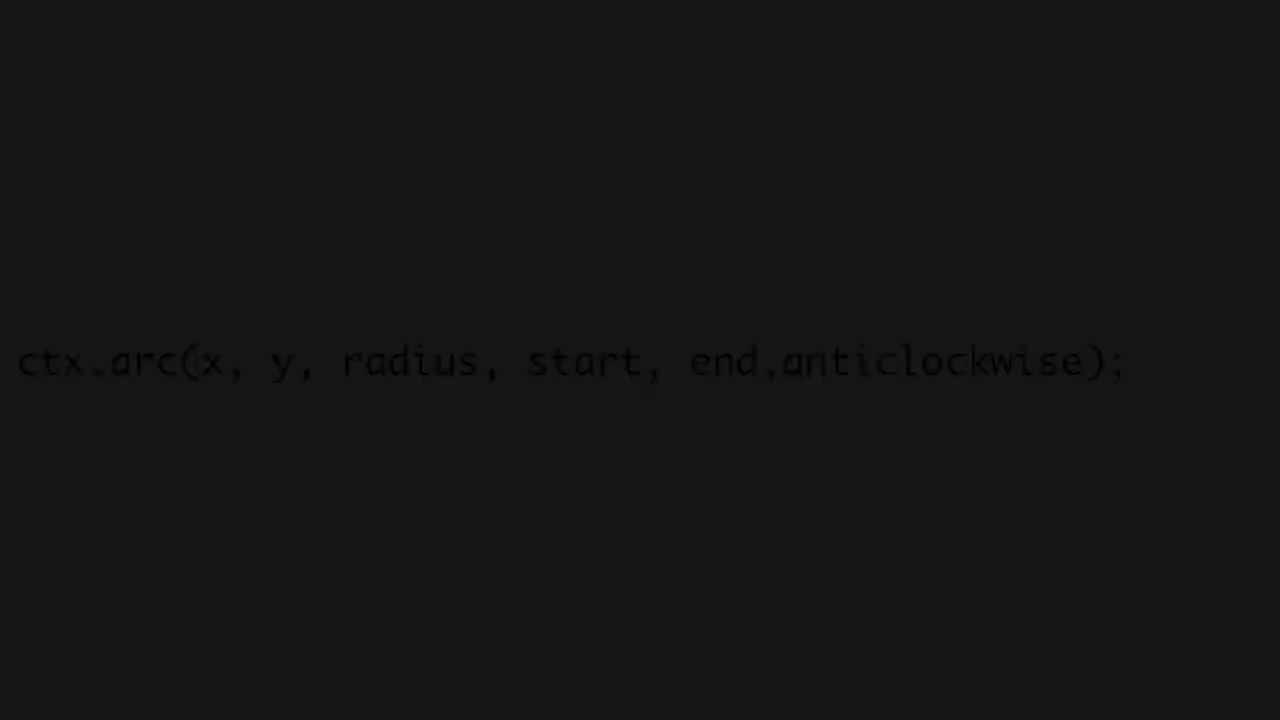 ctx.arc(x, y, radius, start, end,anticlockwise);